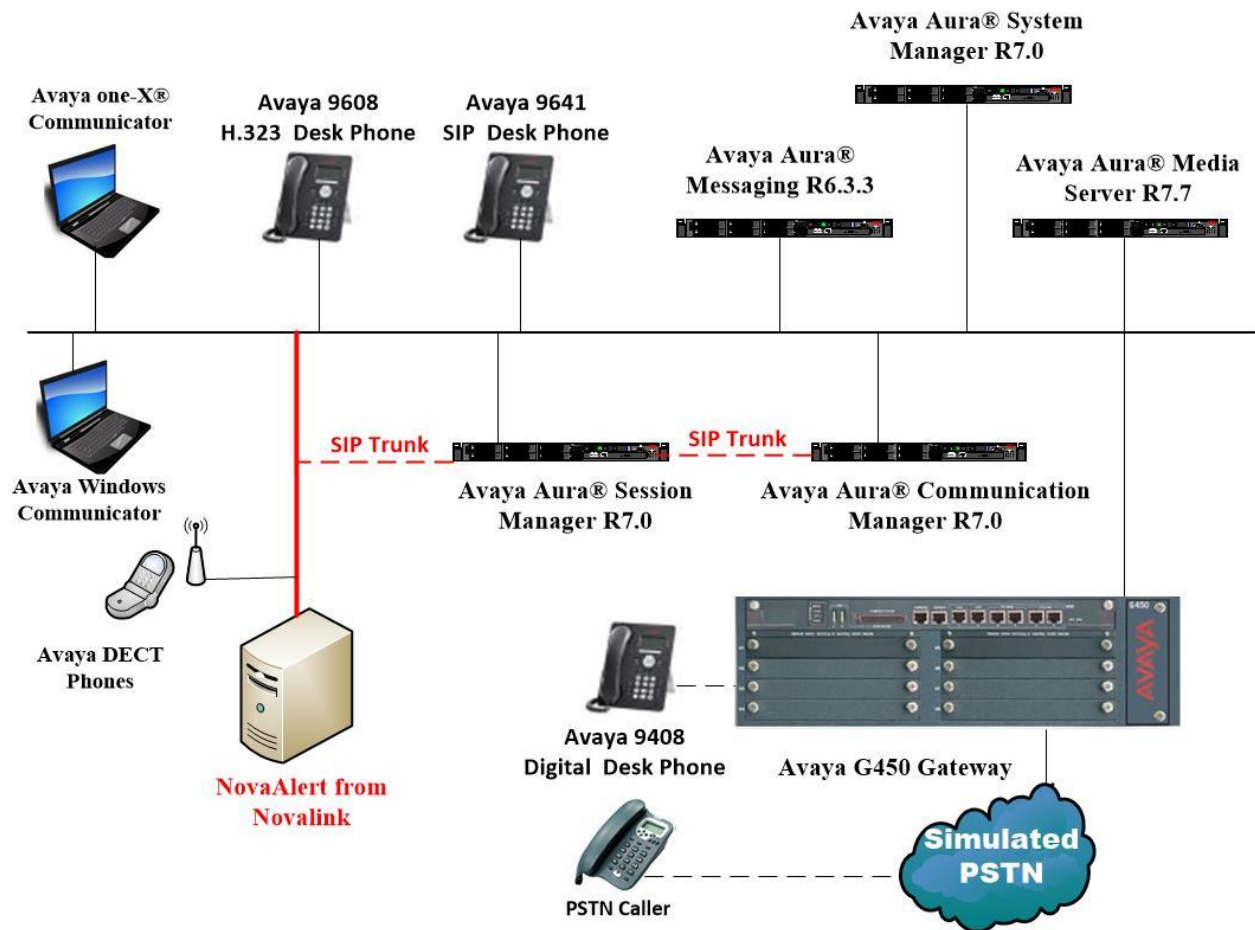 Avaya Aura® System
Manager R7.0
Avaya one-X®
Communicator
Avaya 9608
H.323 Desk Phone
Avaya 9641
SIP Desk Phone
Avaya Aura®
Messaging R6.3.3
Avaya Aura® Media
Server R7.7
SIP Trunk
SIP Trunk
Avaya Windows
Communicator
Avaya Aura® Session
Manager R7.0
Avaya Aura® Communication
Manager R7.0
Avaya DECT
Phones
G450
AVAYA
NovaAlert from
Novalink
Avaya 9408
Digital Desk Phone
Avaya G450 Gateway
Simulated
PSTN
PSTN Caller